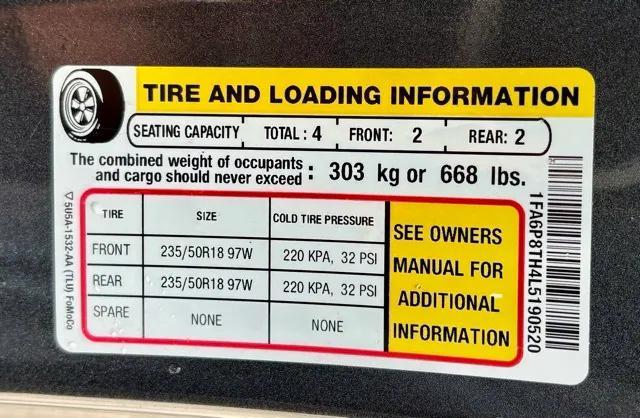 TIRE AND LOADING INFORMATION
SEATING CAPACITY TOTAL : 4 FRONT: 2 REAR: 2
The combined weight of occupants
and cargo should never exceed : 303 kg or 668 lbs.
TIRE SIZE COLD TIRE PRESSURE
FRONT 235/50R18 97W 220 KPA, 32 PSI
REAR 235/50R18 97W 220 KPA, 32 PSI
SPARE NONE NONE
SEE OWNERS
MANUAL FOR
ADDITIONAL
INFORMATION
5U5A-1532-AA (TLU) FoMoCo
1FA6P8TH4L5190520